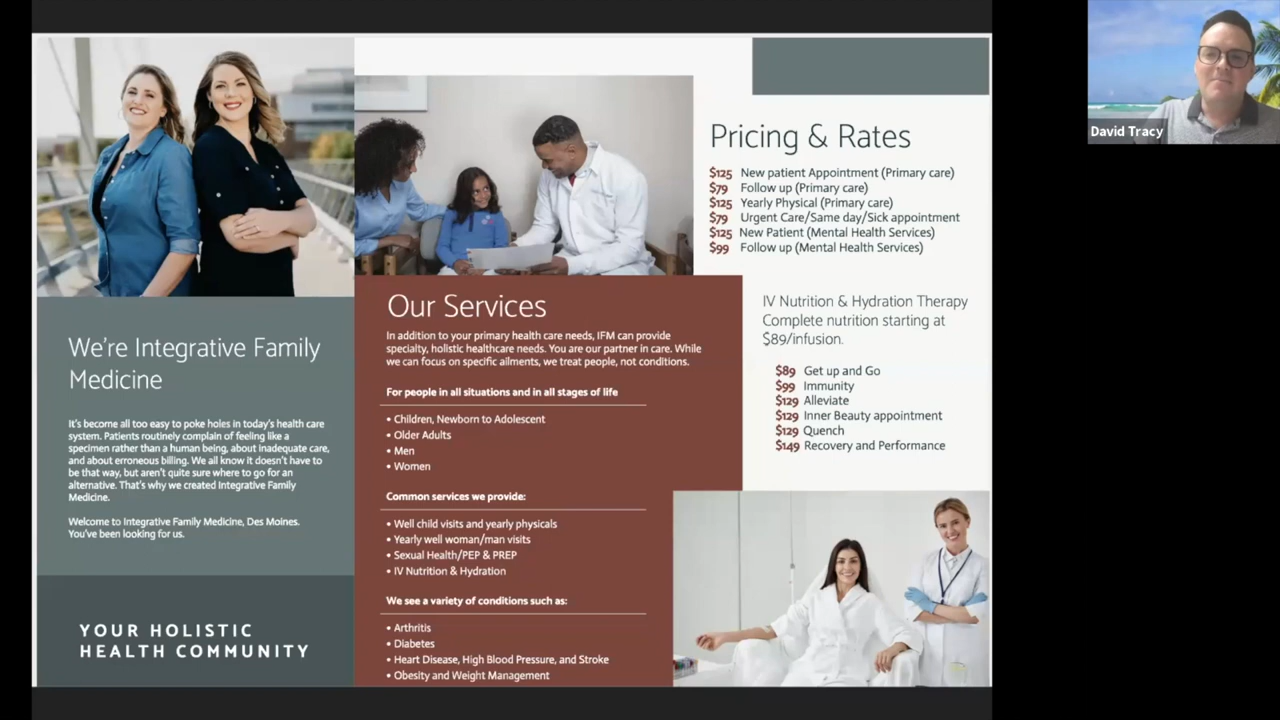 We're Integrative Family
Medicine
It's become all too easy to poke holes in today's health care
system. Patients routinely complain of feeling like a
specimen rather than a human being, about inadequate care,
and about erroneous billing. We all know it doesn't have to
be that way, but aren't quite sure where to go for an
alternative. That's why we created Integrative Family
Medicine.
Welcome to Integrative Family Medicine, Des Moines.
You've been looking for us.
YOUR HOLISTIC
HEALTH COMMUNITY
Our Services
In addition to your primary health care needs, IFM can provide
specialty, holistic healthcare needs. You are our partner in care. While
we can focus on specific ailments, we treat people, not conditions.
For people in all situations and in all stages of life
• Children, Newborn to Adolescent
• Older Adults
• Men
• Women
Common services we provide:
• Well child visits and yearly physicals
• Yearly well woman/man visits
• Sexual Health/PEP & PREP
• IV Nutrition & Hydration
We see a variety of conditions such as:
• Arthritis
• Diabetes
• Heart Disease, High Blood Pressure, and Stroke
• Obesity and Weight Management
Pricing & Rates
$125 New patient Appointment (Primary care)
$79 Follow up (Primary care)
$125 Yearly Physical (Primary care)
$79 Urgent Care/Same day/Sick appointment
$125 New Patient (Mental Health Services)
$99 Follow up (Mental Health Services)
IV Nutrition & Hydration Therapy
Complete nutrition starting at
$89/infusion.
$89 Get up and Go
$99 Immunity
$129 Alleviate
$129 Inner Beauty appointment
$129 Quench
$149 Recovery and Performance
David Tracy